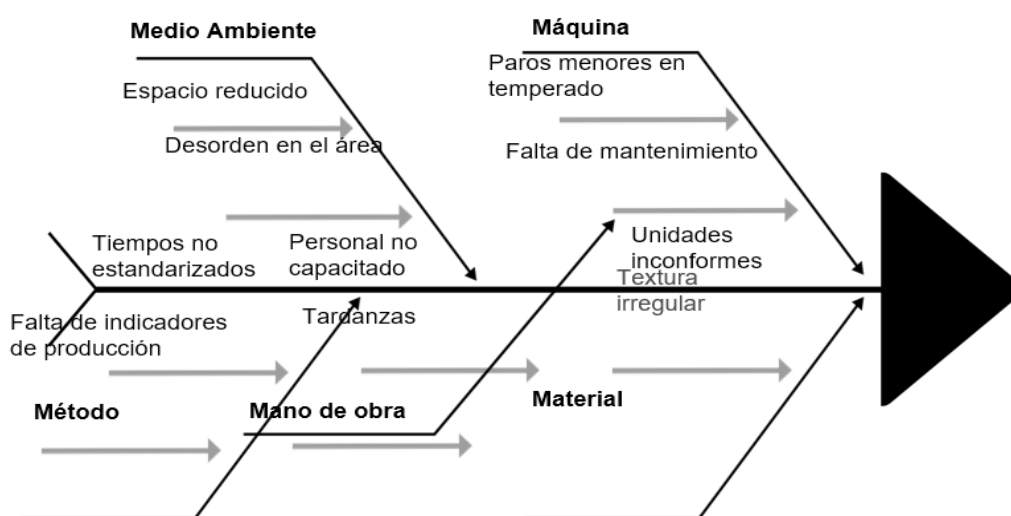 Medio Ambiente
Máquina
Espacio reducido
Paros menores en
temperado
Desorden en el área
Falta de mantenimiento
Tiempos no
estandarizados
Personal no
capacitado
Unidades
inconformes
Textura
irregular
Falta de indicadores
de producción
Tardanzas
Método
Mano de obra
Material